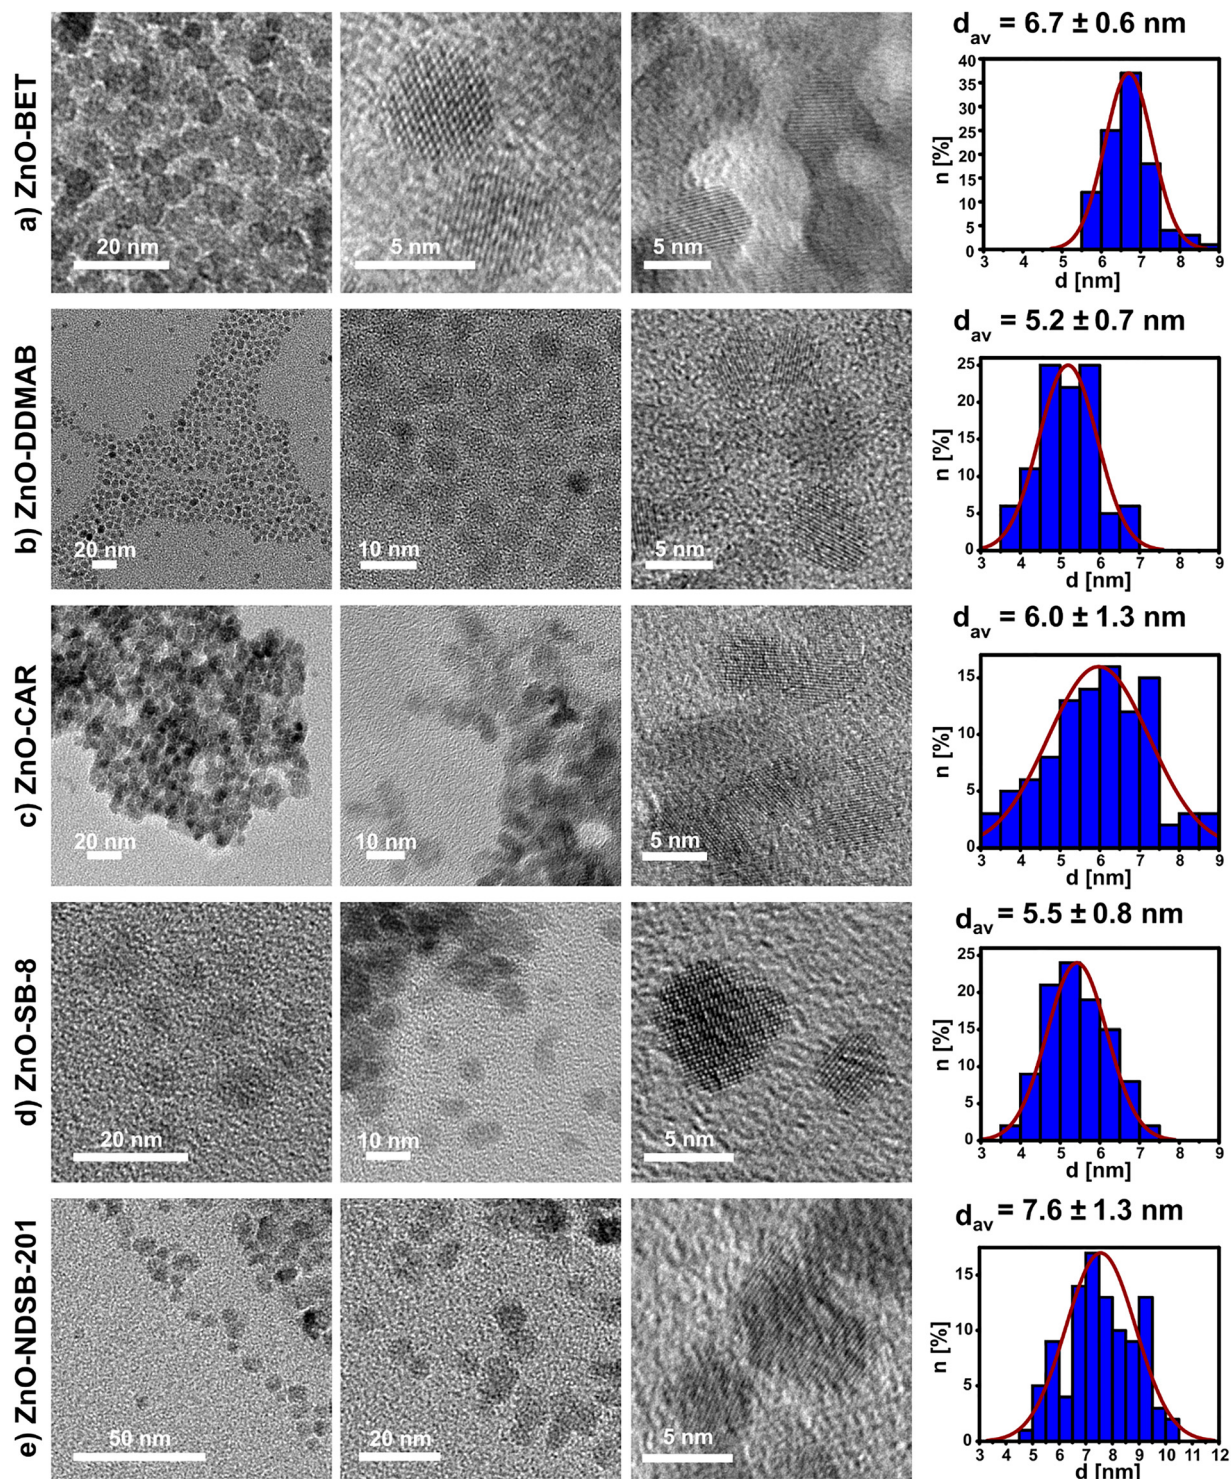 a) ZnO-BET
20 nm
5 nm
5 nm
dav = 6.7 ± 0.6 nm
n [%]
40
35
30
25
20
15
10
5
0
3 4 5 6 7 8 9
d [nm]
b) ZnO-DDMAB
20 nm
10 nm
5 nm
dav = 5.2 ± 0.7 nm
n [%]
25
20
15
10
5
0
3 4 5 6 7 8 9
d [nm]
c) ZnO-CAR
20 nm
10 nm
5 nm
dav = 6.0 ± 1.3 nm
n [%]
15
10
5
0
3 4 5 6 7 8 9
d [nm]
d) ZnO-SB-8
20 nm
10 nm
5 nm
dav = 5.5 ± 0.8 nm
n [%]
25
20
15
10
5
0
3 4 5 6 7 8 9
d [nm]
e) ZnO-NDSB-201
50 nm
20 nm
5 nm
dav = 7.6 ± 1.3 nm
n [%]
15
10
5
0
3 4 5 6 7 8 9 10 11 12
d [nm]